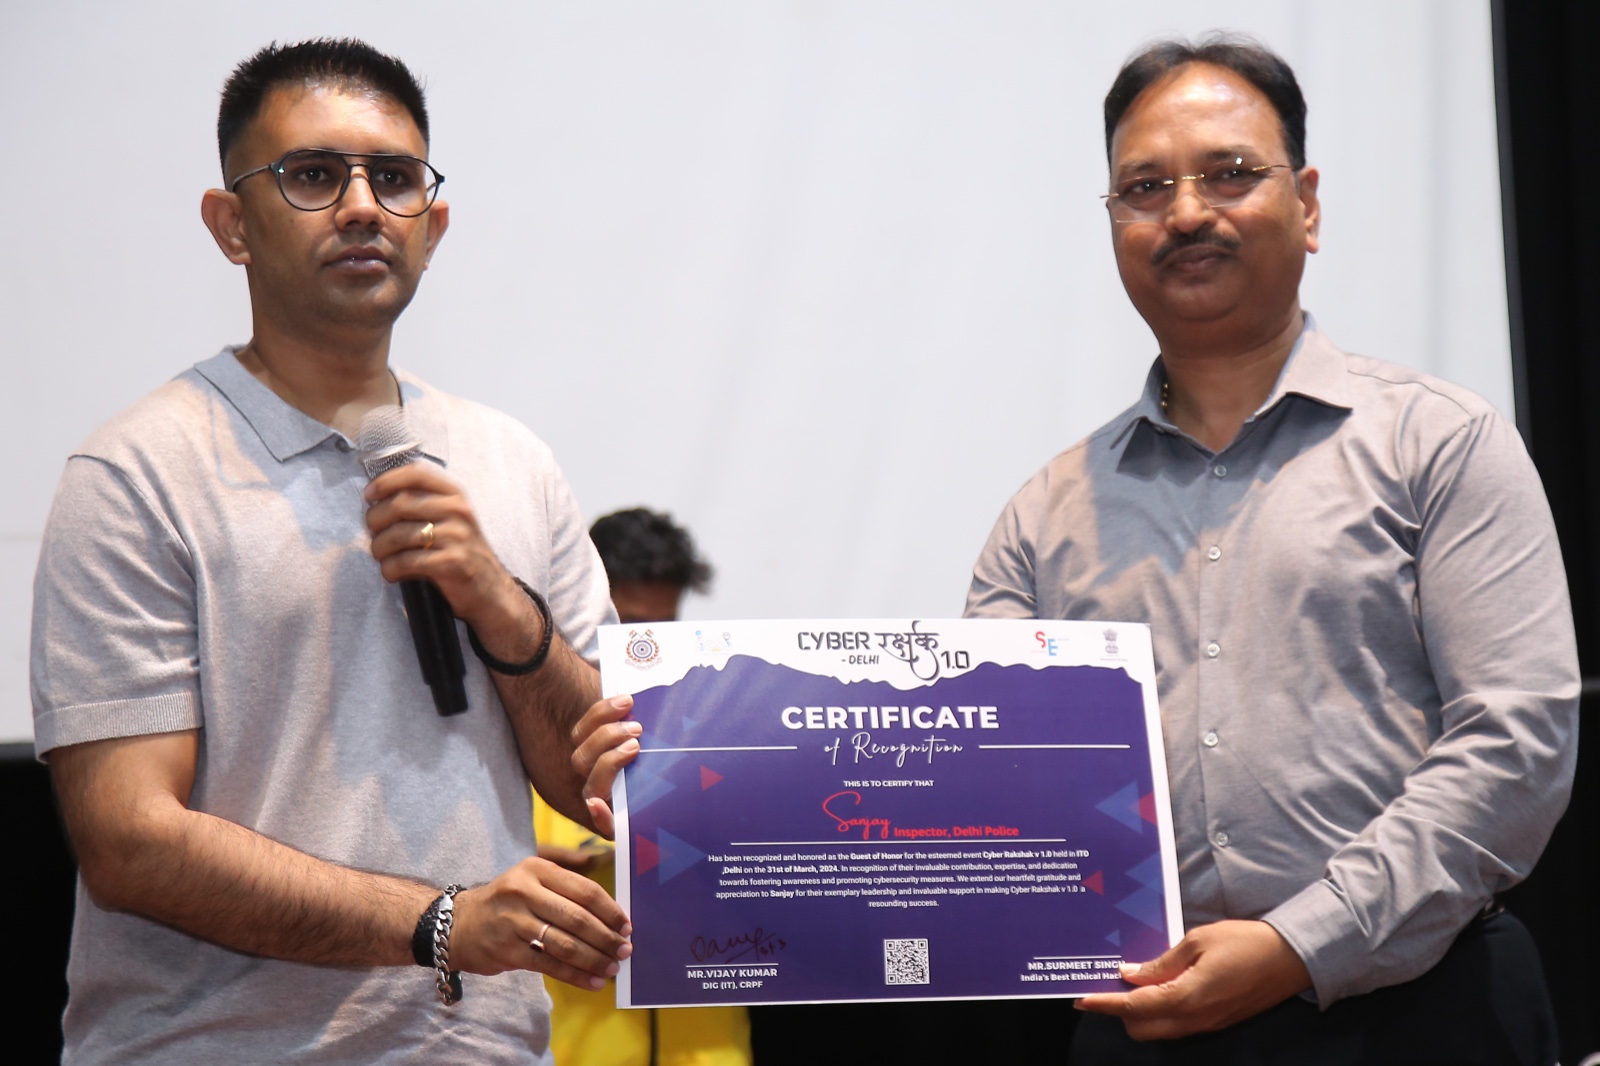 CYBER रक्षक
- DELHI 1.0
SE
CERTIFICATE
of Recognition
THIS IS TO CERTIFY THAT
Sanjay Inspector, Delhi Police
Has been recognized and honored as the Guest of Honor for the esteemed event Cyber Rakshak v 1.0 held in ITO
,Delhi on the 31st of March, 2024. In recognition of their invaluable contribution, expertise, and dedication
towards fostering awareness and promoting cybersecurity measures. We extend our heartfelt gratitude and
appreciation to Sanjay for their exemplary leadership and invaluable support in making Cyber Rakshak v 1.0 a
resounding success.
MR.VIJAY KUMAR
DIG (IT), CRPF
MR.SURMEET SINGH
India's Best Ethical Hac